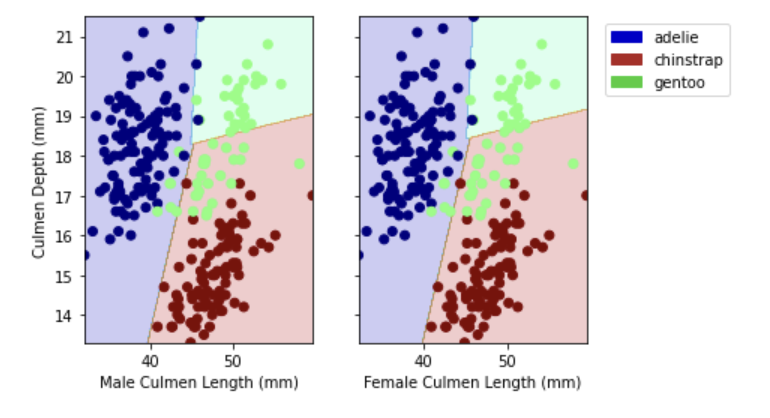 21
20
19
18
17
16
15
14
Culmen Depth (mm)
40 50
Male Culmen Length (mm)
40 50
Female Culmen Length (mm)
adelie
chinstrap
gentoo